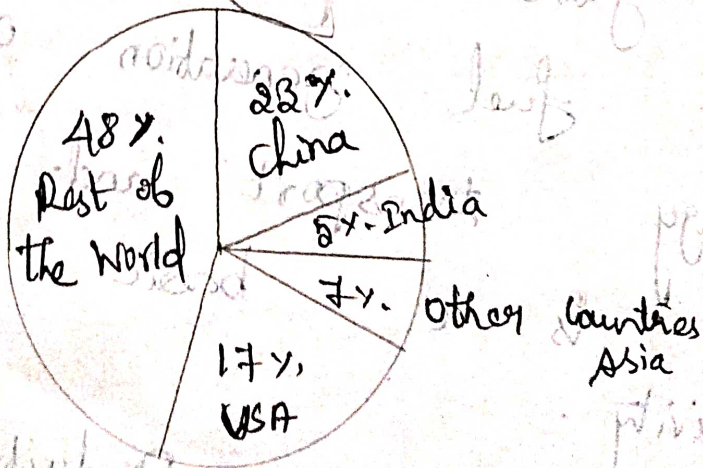 23%.
China
48%.
Rest of
the World
5%. India
7%. Other Countries
Asia
17%,
USA